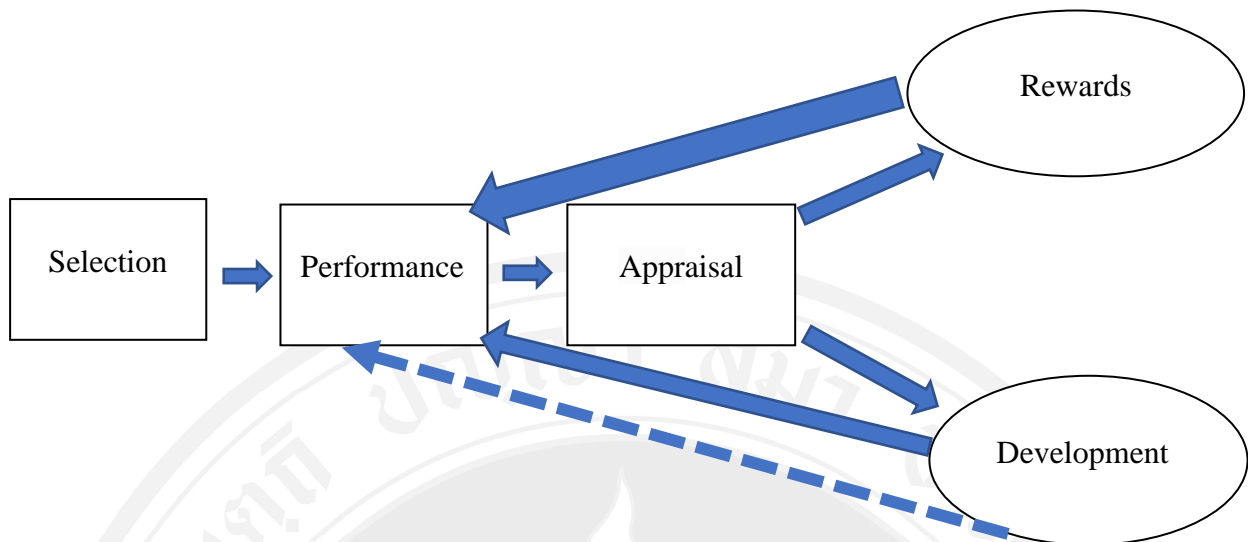 Rewards
Selection
Performance
Appraisal
Development